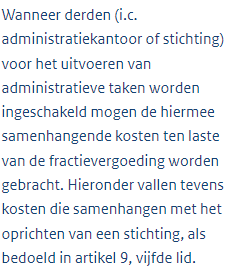 Wanneer derden (i.c.
administratiekantoor of stichting)
voor het uitvoeren van
administratieve taken worden
ingeschakeld mogen de hiermee
samenhangende kosten ten laste
van de fractievergoeding worden
gebracht. Hieronder vallen tevens
kosten die samenhangen met het
oprichten van een stichting, als
bedoeld in artikel 9, vijfde lid.